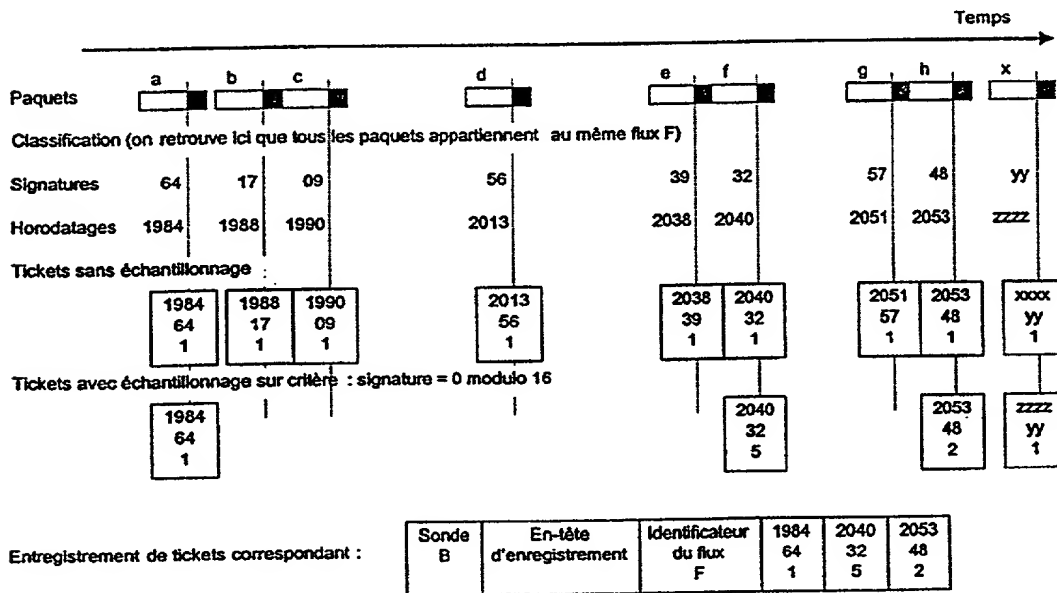 Temps
a b c d e f g h x
Paquets
Classification (on retrouve ici que tous les paquets appartiennent au même flux F)
Signatures 64 17 09 56 39 32 57 48 yy
Horodatages 1984 1988 1990 2013 2038 2040 2051 2053 zzzz
Tickets sans échantillonnage :
1984 1988 1990 2013 2038 2040 2051 2053 xxxx
64 17 09 56 39 32 57 48 yy
1 1 1 1 1 1 1 1 1
Tickets avec échantillonnage sur critère : signature = 0 modulo 16
1984 2040 2053 zzzz
64 32 48 yy
1 5 2 1
Entregistrement de tickets correspondant :
Sonde En-tête Identificateur 1984 2040 2053
B d'enregistrement du flux 64 32 48
F 1 5 2